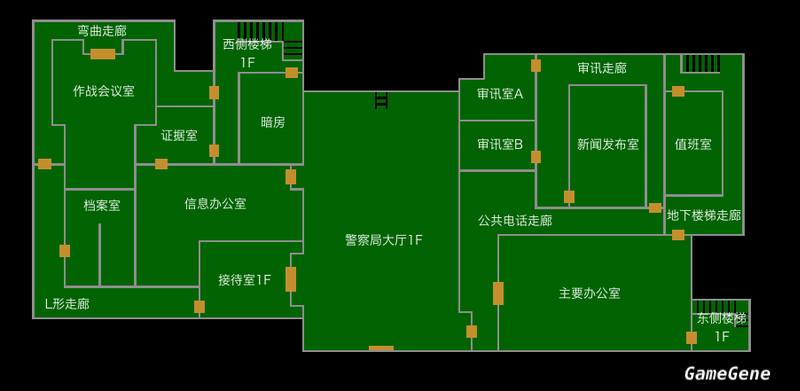 弯曲走廊
西侧楼梯
1F
作战会议室
暗房
证据室
档案室
信息办公室
接待室1F
L形走廊
警察局大厅1F
审讯室A
审讯室B
审讯走廊
新闻发布室
值班室
公共电话走廊
地下楼梯走廊
主要办公室
东侧楼梯
1F
GameGene